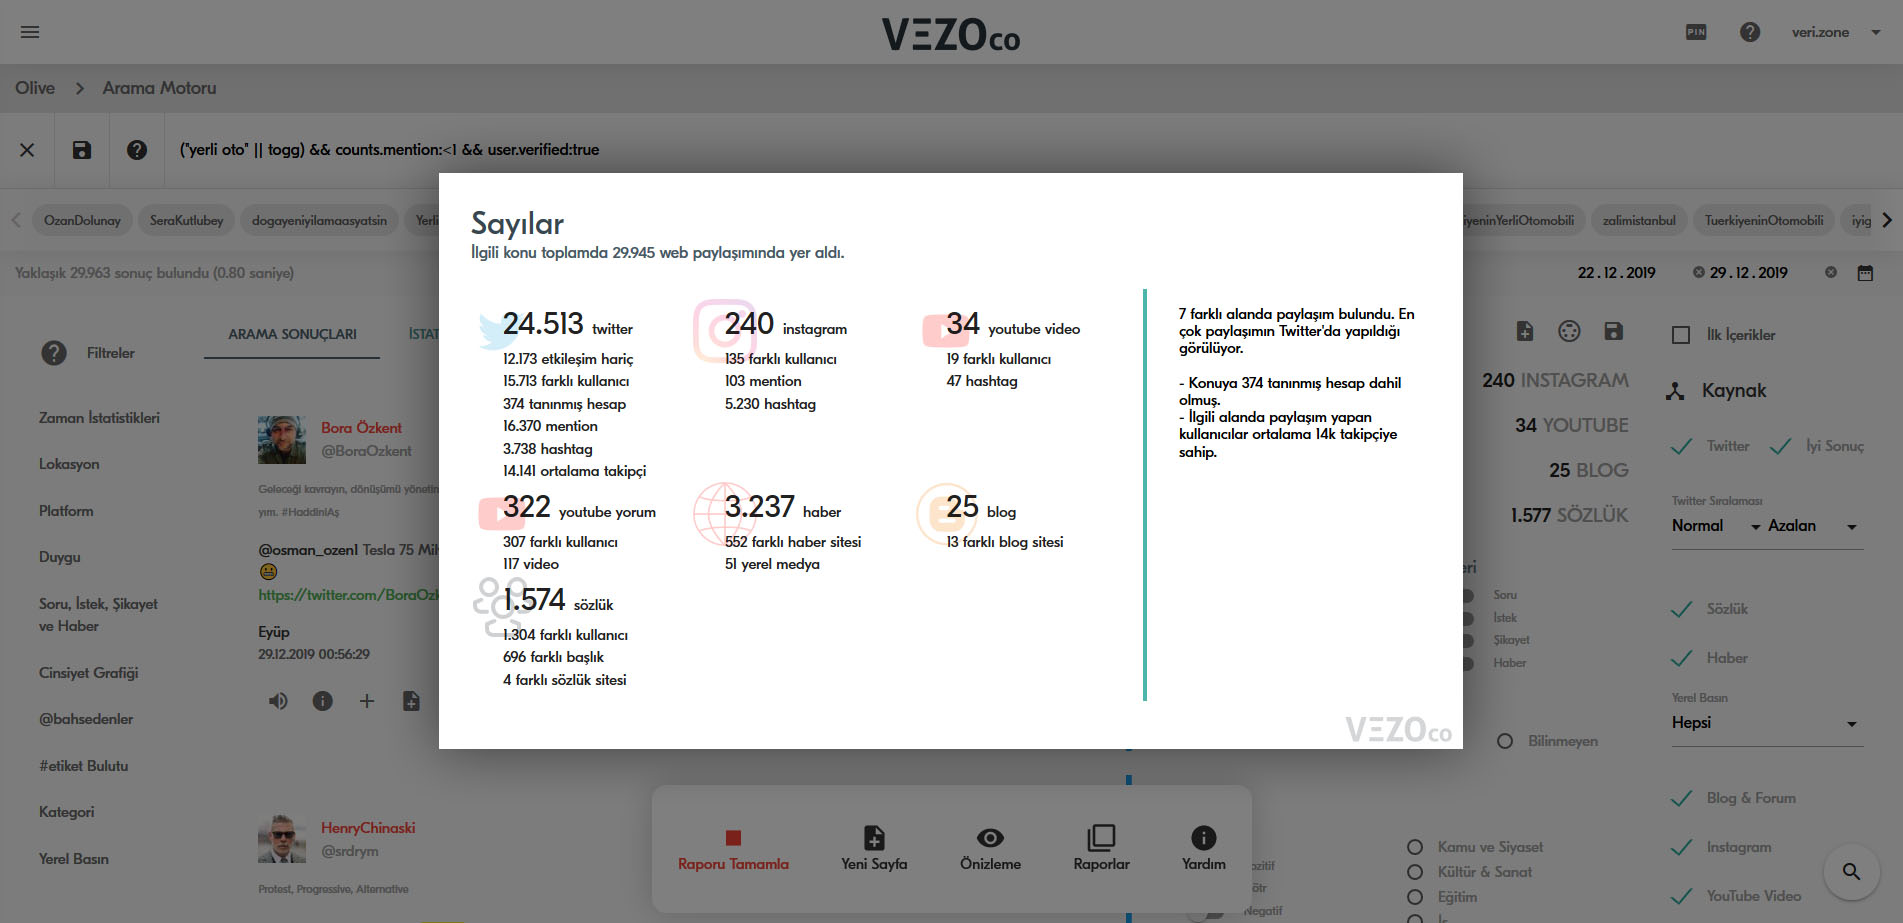 VEZOco
PIN
veri.zone
Olive
Arama Motoru
("yerli oto" || togg) && counts.mention:<1 && user.verified:true
OzanDolunay
SeraKutlubey
dogayeniyilamaasyatsin
Yerli
iyeninYerliOtomobili
zalimistanbul
TuerkiyeninOtomobili
iyig
Yaklaşık 29.963 sonuç bulundu (0.80 saniye)
22.12.2019
29.12.2019
Filtreler
ARAMA SONUÇLARI
İSTAT
Zaman İstatistikleri
Lokasyon
Platform
Duygu
Soru, İstek, Şikayet
ve Haber
Cinsiyet Grafiği
@bahsedenler
#etiket Bulutu
Kategori
Yerel Basın
Bora Özkent
@BoraOzkent
Geleceği kavrayın, dönüşümü yönetin
yım. #HaddiniAş
@osman_ozen1 Tesla 75 Mil
https://twitter.com/BoraOzk
Eyüp
29.12.2019 00:56:29
HenryChinaski
@srdrym
Protest, Progressive, Alternative
Sayılar
İlgili konu toplamda 29.945 web paylaşımında yer aldı.
24.513 twitter
12.173 etkileşim hariç
15.713 farklı kullanıcı
374 tanınmış hesap
16.370 mention
3.738 hashtag
14.141 ortalama takipçi
240 instagram
135 farklı kullanıcı
103 mention
5.230 hashtag
34 youtube video
19 farklı kullanıcı
47 hashtag
322 youtube yorum
307 farklı kullanıcı
117 video
3.237 haber
552 farklı haber sitesi
51 yerel medya
25 blog
13 farklı blog sitesi
1.574 sözlük
1.304 farklı kullanıcı
696 farklı başlık
4 farklı sözlük sitesi
7 farklı alanda paylaşım bulundu. En
çok paylaşımın Twitter'da yapıldığı
görülüyor.
- Konuya 374 tanınmış hesap dahil
olmuş.
- İlgili alanda paylaşım yapan
kullanıcılar ortalama 14k takipçiye
sahip.
VEZOco
Raporu Tamamla
Yeni Sayfa
Önizleme
Raporlar
Yardım
240 INSTAGRAM
34 YOUTUBE
25 BLOG
1.577 SÖZLÜK
eri
Soru
İstek
Şikayet
Haber
Bilinmeyen
ozitif
ötr
Negatif
Kamu ve Siyaset
Kültür & Sanat
Eğitim
İş
İlk İçerikler
Kaynak
Twitter
İyi Sonuç
Twitter Sıralaması
Normal
Azalan
Sözlük
Haber
Yerel Basın
Hepsi
Blog & Forum
Instagram
YouTube Video